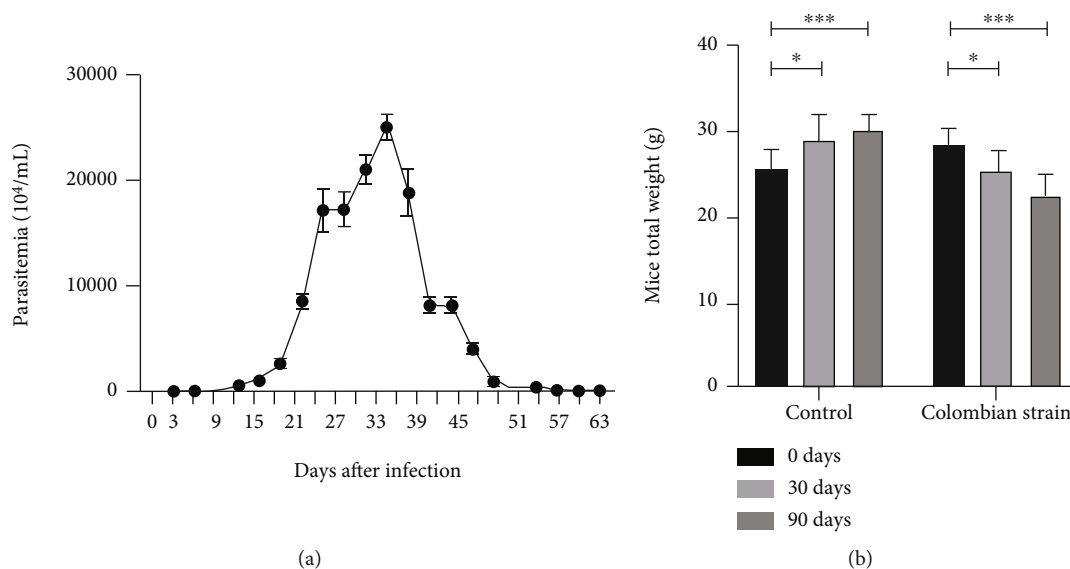 Parasitemia (10⁴/mL)
30000
20000
10000
0
0 3 6 9 15 21 27 33 39 45 51 57 63
Days after infection
(a)
Mice total weight (g)
40
30
20
10
0
*** ***
* *
Control Colombian strain
0 days
30 days
90 days
(b)